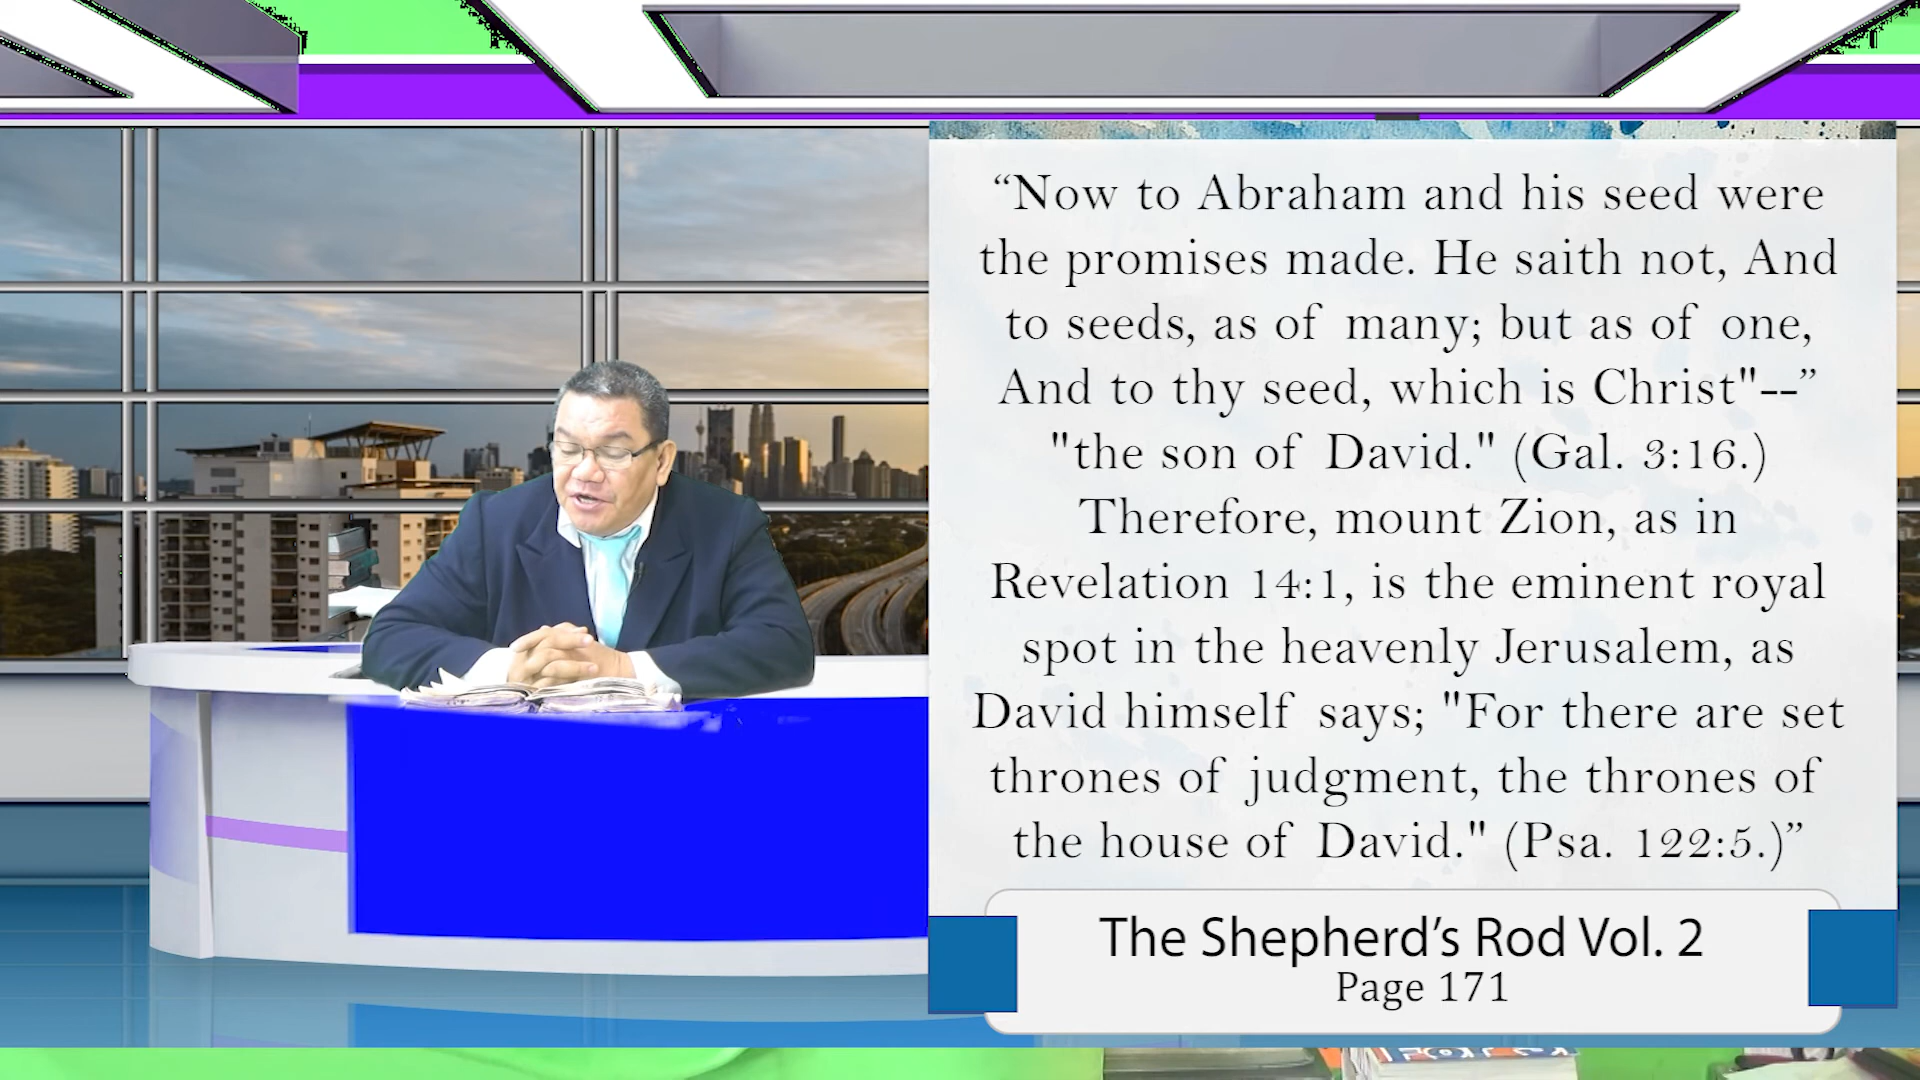 “Now to Abraham and his seed were
the promises made. He saith not, And
to seeds, as of many; but as of one,
And to thy seed, which is Christ"--”
"the son of David." (Gal. 3:16.)
Therefore, mount Zion, as in
Revelation 14:1, is the eminent royal
spot in the heavenly Jerusalem, as
David himself says; "For there are set
thrones of judgment, the thrones of
the house of David." (Psa. 122:5.)”
The Shepherd’s Rod Vol. 2
Page 171